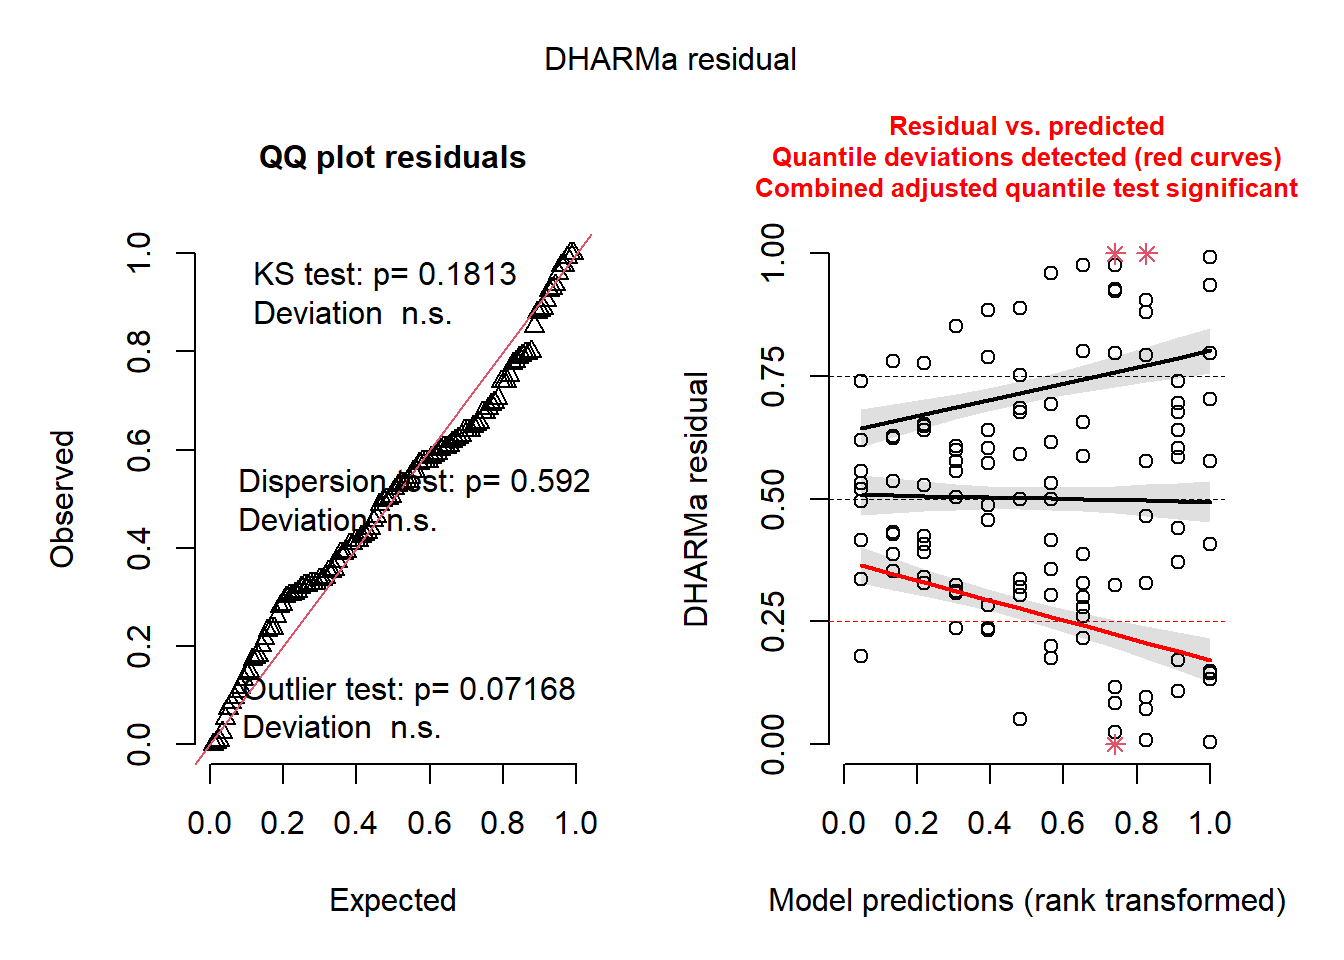 DHARMa residual
QQ plot residuals
KS test: p= 0.1813
Deviation  n.s.
Dispersion test: p= 0.592
Deviation  n.s.
Outlier test: p= 0.07168
Deviation  n.s.
Observed
0.0 0.2 0.4 0.6 0.8 1.0
0.0 0.2 0.4 0.6 0.8 1.0
Expected
Residual vs. predicted
Quantile deviations detected (red curves)
Combined adjusted quantile test significant
DHARMa residual
0.00 0.25 0.50 0.75 1.00
0.0 0.2 0.4 0.6 0.8 1.0
Model predictions (rank transformed)